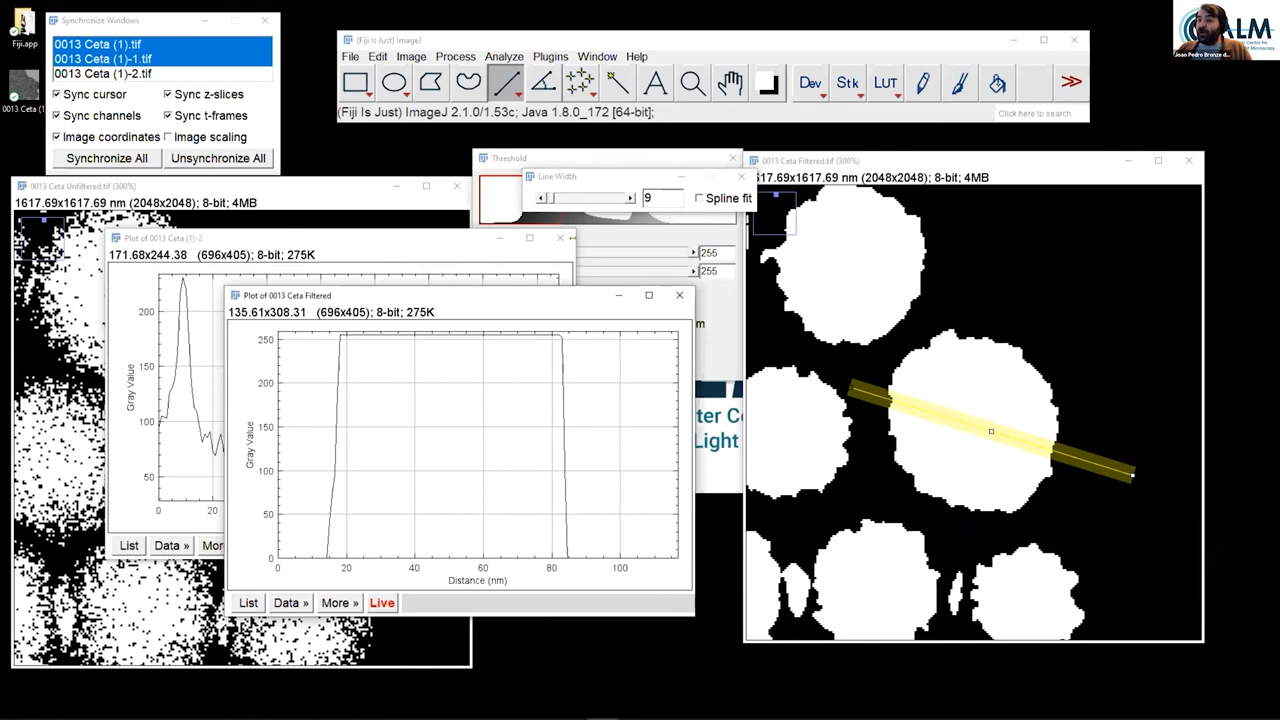 Fiji.app
0013 Ceta (1
Synchronize Windows
0013 Ceta (1).tif
0013 Ceta (1)-1.tif
0013 Ceta (1)-2.tif
Sync cursor
Sync z-slices
Sync channels
Sync t-frames
Image coordinates
Image scaling
Synchronize All
Unsynchronize All
(Fiji Is Just) ImageJ
File Edit Image Process Analyze Plugins Window Help
Dev Stk LUT >>
(Fiji Is Just) ImageJ 2.1.0/1.53c; Java 1.8.0_172 [64-bit];
Click here to search
ALM
Joao Pedro Bronze d
Threshold
255
255
m
Line Width
9
Spline fit
0013 Ceta Unfiltered.tif (300%)
1617.69x1617.69 nm (2048x2048); 8-bit; 4MB
Plot of 0013 Ceta (1)-2
171.68x244.38 (696x405); 8-bit; 275K
200
150
100
50
0
20
Gray Value
List
Data »
Mor
Plot of 0013 Ceta Filtered
135.61x308.31 (696x405); 8-bit; 275K
250
200
150
100
50
0
Gray Value
0
20
40
60
80
100
Distance (nm)
List
Data »
More »
Live
ter Ce
Light
0013 Ceta Filtered.tif (300%)
17.69x1617.69 nm (2048x2048); 8-bit; 4MB